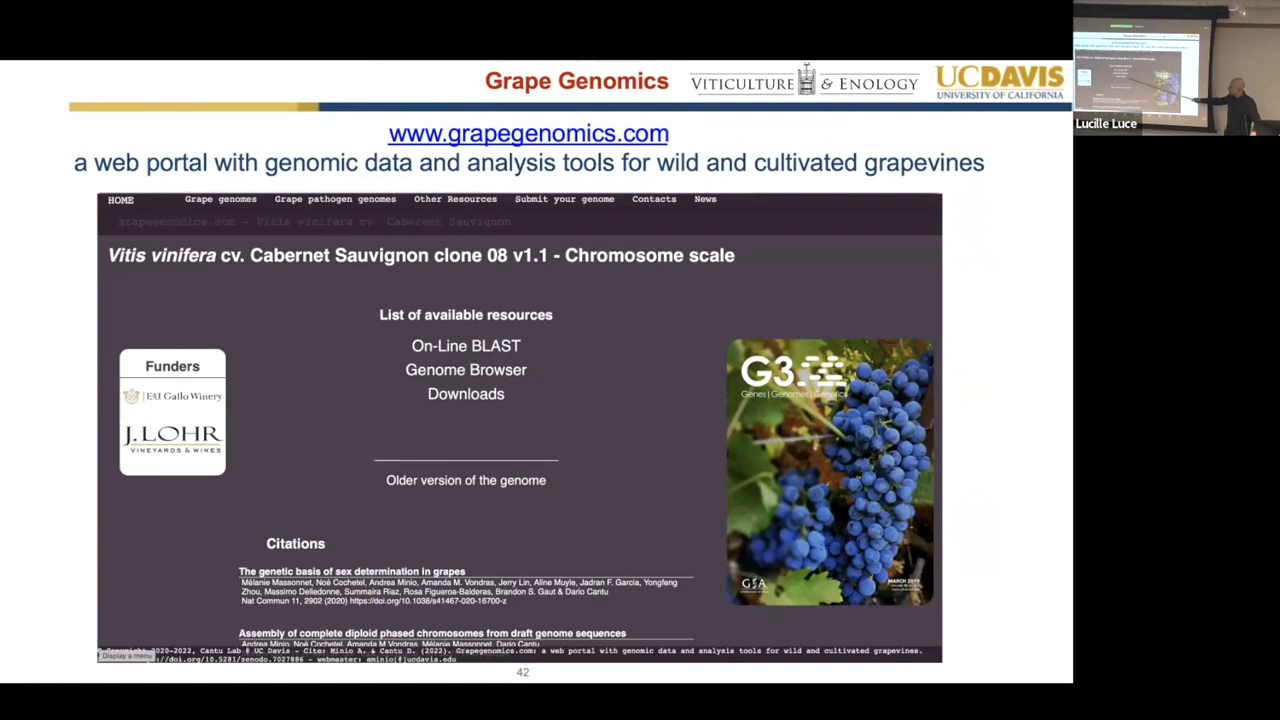 Grape Genomics
VITICULTURE & ENOLOGY
UCDAVIS
UNIVERSITY OF CALIFORNIA
Lucille Luce
www.grapegenomics.com
a web portal with genomic data and analysis tools for wild and cultivated grapevines
HOME Grape genomes Grape pathogen genomes Other Resources Submit your genome Contacts News
grapegenomics.com - Vitis vinifera cv. Cabernet Sauvignon
Vitis vinifera cv. Cabernet Sauvignon clone 08 v1.1 - Chromosome scale
List of available resources
On-Line BLAST
Genome Browser
Downloads
Funders
E&J Gallo Winery
J. LOHR
VINEYARDS & WINES
G3
Genes | Genomes | Genetics
Older version of the genome
Citations
The genetic basis of sex determination in grapes
Mélanie Massonnet, Noé Cochetel, Andrea Minio, Amanda M. Vondras, Jerry Lin, Aline Muyle, Jadran F. Garcia, Yongfeng
Zhou, Massimo Delledonne, Summaira Riaz, Rosa Figueroa-Balderas, Brandon S. Gaut & Dario Cantu
Nat Commun 11, 2902 (2020) https://doi.org/10.1038/s41467-020-16700-z
GSA
MARCH 2019
Assembly of complete diploid phased chromosomes from draft genome sequences
Andrea Minio, Noé Cochetel, Amanda M Vondras, Mélanie Massonnet, Dario Cantu
2020-2022, Cantu Lab @ UC Davis - Cite: Minio A. & Cantu D. (2022). Grapegenomics.com: a web portal with genomic data and analysis tools for wild and cultivated grapevines.
Display a menu
://doi.org/10.5281/zenodo.7027886 - webmaster: aminio[@]ucdavis.edu
42